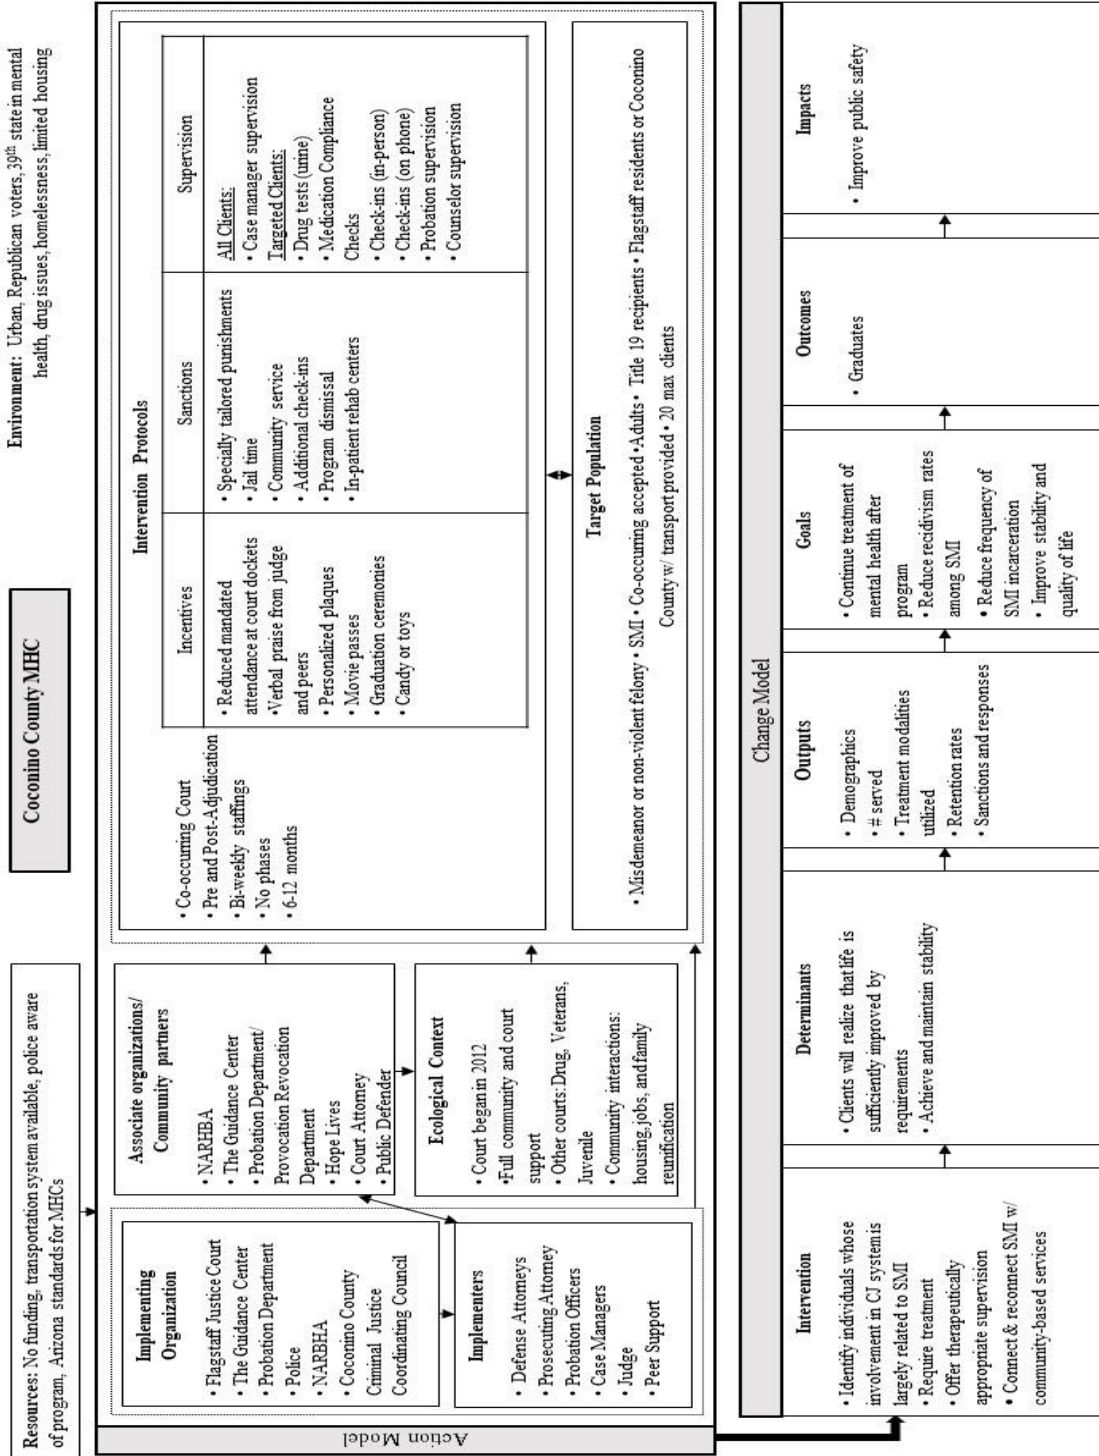 Resources: No funding, transportation system available, police aware
of program, Arizona standards for MHCs
Coconino County MHC
Environment: Urban, Republican voters, 39th state in mental
health, drug issues, homelessness, limited housing
Action Model
Implementing
Organization
• Flagstaff Justice Court
• The Guidance Center
• Probation Department
• Police
• NARBHA
• Coconino County
Criminal Justice
Coordinating Council
Implementers
• Defense Attorneys
• Prosecuting Attorney
• Probation Officers
• Case Managers
• Judge
• Peer Support
Associate organizations/
Community partners
• NARHBA
• The Guidance Center
• Probation Department/
Provocation Revocation
Department
• Hope Lives
• Court Attorney
• Public Defender
Ecological Context
• Court began in 2012
•Full community and court
support
• Other courts: Drug, Veterans,
Juvenile
• Community interactions:
housing, jobs, and family
reunification
Intervention Protocols
• Co-occurring Court
• Pre and Post-Adjudication
• Bi-weekly staffings
• No phases
• 6-12 months
Incentives
• Reduced mandated
attendance at court dockets
•Verbal praise from judge
and peers
• Personalized plaques
• Movie passes
• Graduation ceremonies
• Candy or toys
Sanctions
• Specially tailored punishments
• Jail time
• Community service
• Additional check-ins
• Program dismissal
• In-patient rehab centers
Supervision
All Clients:
• Case manager supervision
Targeted Clients:
• Drug tests (urine)
• Medication Compliance
Checks
• Check-ins (in-person)
• Check-ins (on phone)
• Probation supervision
• Counselor supervision
Target Population
• Misdemeanor or non-violent felony • SMI • Co-occurring accepted •Adults • Title 19 recipients • Flagstaff residents or Coconino
County w/ transport provided • 20 max clients
Change Model
Intervention
• Identify individuals whose
involvement in CJ system is
largely related to SMI
• Require treatment
• Offer therapeutically
appropriate supervision
• Connect & reconnect SMI w/
community-based services
Determinants
• Clients will realize that life is
sufficiently improved by
requirements
• Achieve and maintain stability
Outputs
• Demographics
• # served
• Treatment modalities
utilized
• Retention rates
• Sanctions and responses
Goals
• Continue treatment of
mental health after
program
• Reduce recidivism rates
among SMI
• Reduce frequency of
SMI incarceration
• Improve stability and
quality of life
Outcomes
• Graduates
Impacts
• Improve public safety